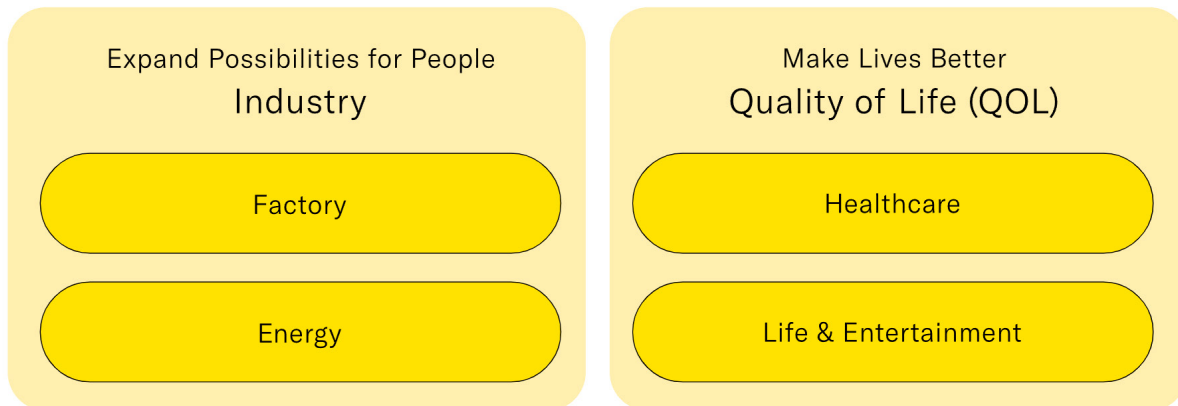 Expand Possibilities for People
Industry
Factory
Energy
Make Lives Better
Quality of Life (QOL)
Healthcare
Life & Entertainment